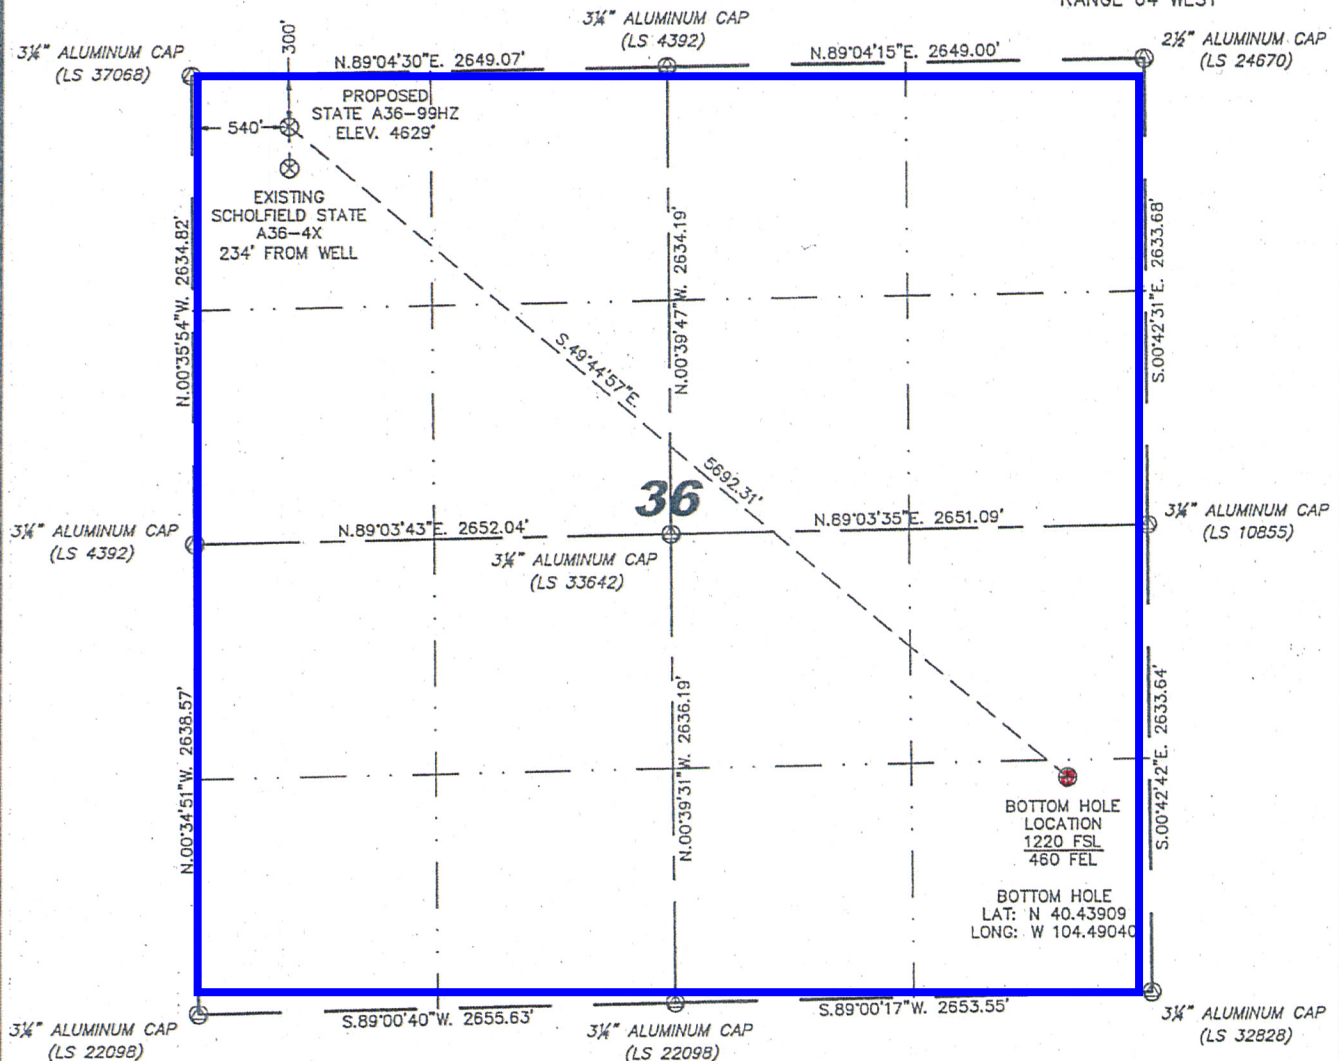 RANGE 64 WEST
3¼" ALUMINUM CAP
(LS 4392)
3¼" ALUMINUM CAP
(LS 37068)
300'
N.89°04'30"E. 2649.07'
N.89°04'15"E. 2649.00'
2½" ALUMINUM CAP
(LS 24670)
PROPOSED
STATE A36-99HZ
ELEV. 4629'
540'
EXISTING
SCHOLFIELD STATE
A36-4X
234' FROM WELL
N.00°35'54"W. 2634.82'
N.00°39'47"W. 2634.19'
S.00°42'31"E. 2633.68'
S.49°44'57"E.
5692.31'
36
3¼" ALUMINUM CAP
(LS 4392)
N.89°03'43"E. 2652.04'
N.89°03'35"E. 2651.09'
3¼" ALUMINUM CAP
(LS 10855)
3¼" ALUMINUM CAP
(LS 33642)
N.00°34'51"W. 2638.57'
N.00°39'31"W. 2636.19'
S.00°42'42"E. 2633.64'
BOTTOM HOLE
LOCATION
1220 FSL
460 FEL
BOTTOM HOLE
LAT: N 40.43909
LONG: W 104.49040
3¼" ALUMINUM CAP
(LS 22098)
S.89°00'40"W. 2655.63'
3¼" ALUMINUM CAP
(LS 22098)
S.89°00'17"W. 2653.55'
3¼" ALUMINUM CAP
(LS 32828)